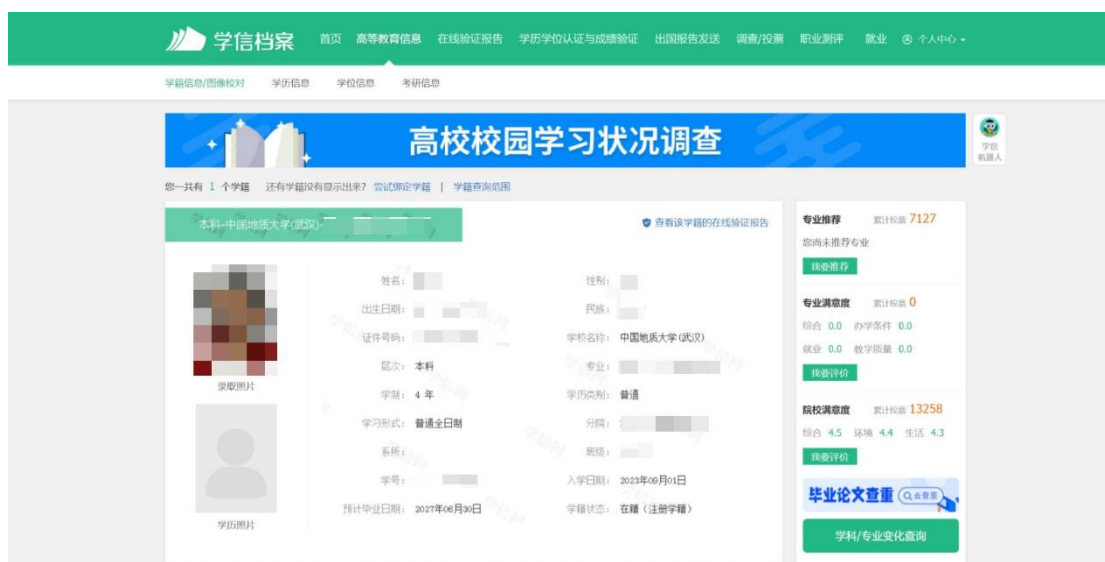 学信档案 首页 高等教育信息 在线验证报告 学历学位认证与成绩验证 出国报告发送 调查/投票 职业测评 就业 个人中心
学籍信息/图像校对 学历信息 学位信息 考研信息
高校校园学习状况调查
学信
机器人
您一共有 1 个学籍 还有学籍没有显示出来? 尝试绑定学籍 | 学籍查询范围
本科-中国地质大学(武汉)-
查看该学籍的在线验证报告
姓名: 性别:
出生日期: 民族:
证件号码: 学校名称: 中国地质大学(武汉)
层次: 本科 专业:
录取照片
学制: 4 年 学历类别: 普通
学习形式: 普通全日制 分院:
系所: 班级:
学号: 入学日期: 2023年09月01日
预计毕业日期: 2027年06月30日 学籍状态: 在籍(注册学籍)
学历照片
专业推荐 累计投票 7127
您尚未推荐专业
我要推荐
专业满意度 累计投票 0
综合 0.0 办学条件 0.0
就业 0.0 教学质量 0.0
我要评价
院校满意度 累计投票 13258
综合 4.5 环境 4.4 生活 4.3
我要评价
毕业论文查重 去查重
学科/专业变化查询